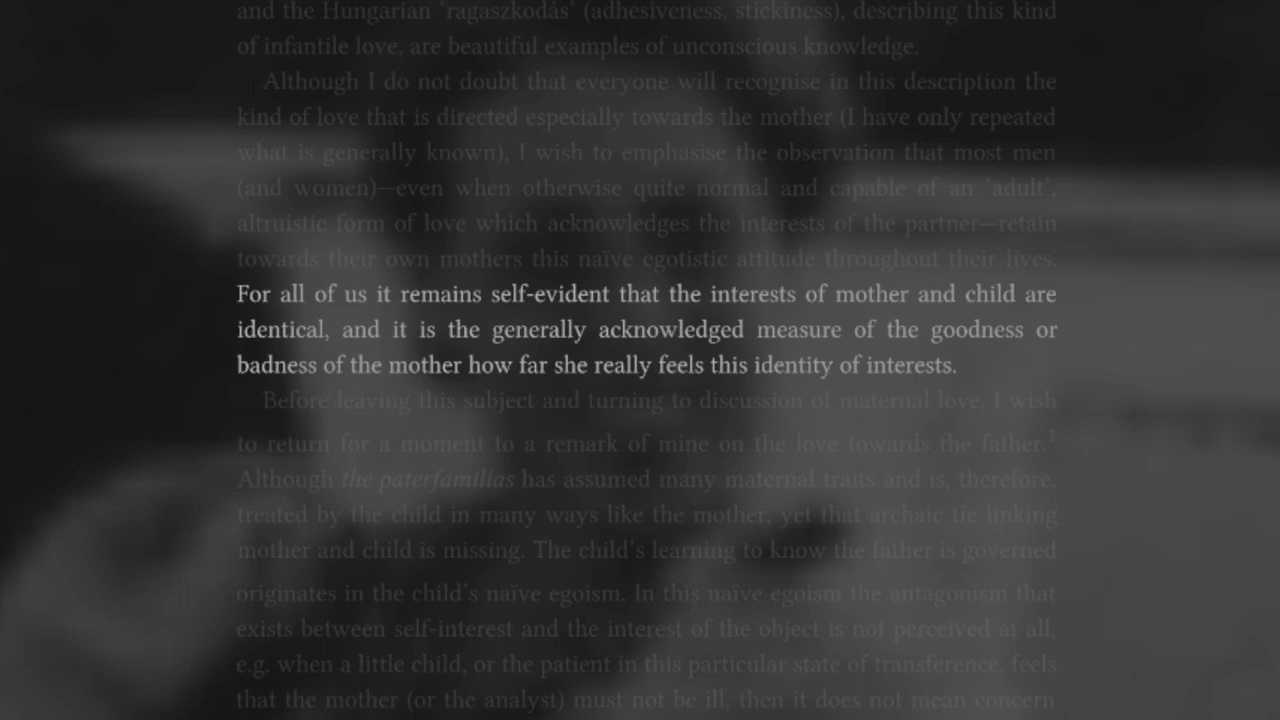 and the Hungarian ‘ragaszkodás’ (adhesiveness, stickiness), describing this kind
of infantile love, are beautiful examples of unconscious knowledge.
Although I do not doubt that everyone will recognise in this description the
kind of love that is directed especially towards the mother (I have only repeated
what is generally known), I wish to emphasise the observation that most men
(and women)—even when otherwise quite normal and capable of an ‘adult’,
altruistic form of love which acknowledges the interests of the partner—retain
towards their own mothers this naïve egotistic attitude throughout their lives.
For all of us it remains self-evident that the interests of mother and child are
identical, and it is the generally acknowledged measure of the goodness or
badness of the mother how far she really feels this identity of interests.
Before leaving this subject and turning to discussion of maternal love, I wish
to return for a moment to a remark of mine on the love towards the father.1
Although the paterfamilias has assumed many maternal traits and is, therefore,
treated by the child in many ways like the mother, yet that archaic tie linking
mother and child is missing. The child’s learning to know the father is governed
originates in the child’s naïve egoism. In this naïve egoism the antagonism that
exists between self-interest and the interest of the object is not perceived at all,
e.g. when a little child, or the patient in this particular state of transference, feels
that the mother (or the analyst) must not be ill, then it does not mean concern